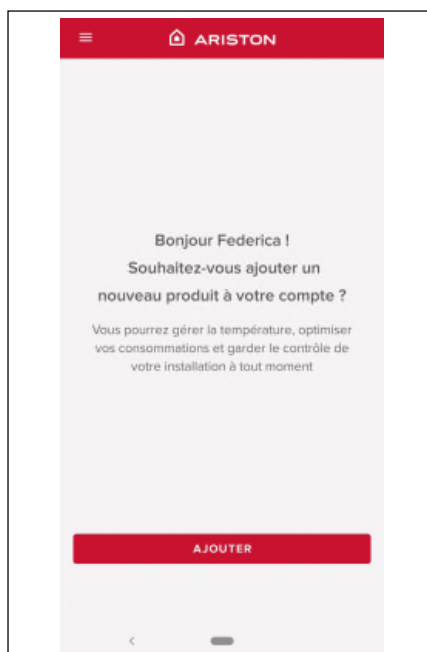 ARISTON
Bonjour Federica !
Souhaitez-vous ajouter un
nouveau produit à votre compte ?
Vous pourrez gérer la température, optimiser
vos consommations et garder le contrôle de
votre installation à tout moment
AJOUTER